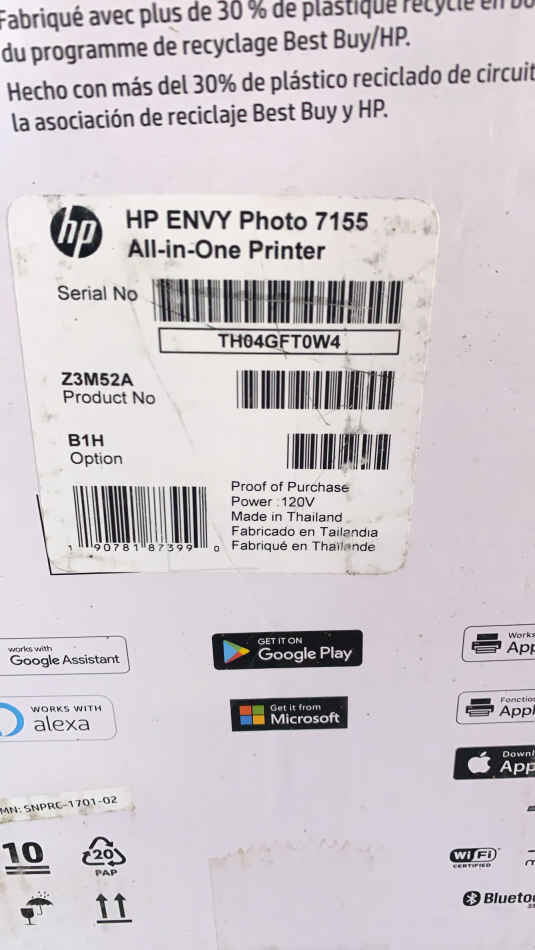 Fabriqué avec plus de 30 % de plastique recyclé en
du programme de recyclage Best Buy/HP.
Hecho con más del 30% de plástico reciclado de
la asociación de reciclaje Best Buy y HP.
hp
HP ENVY Photo 7155
All-in-One Printer
Serial No
TH04GFT0W4
Z3M52A
Product No
B1H
Option
Proof of Purchase
Power :120V
Made in Thailand
Fabricado en Tailandia
Fabriqué en Thaïlande
1 90781 87399 0
works with
Google Assistant
GET IT ON
Google Play
Works
WORKS WITH
alexa
Get it from
Microsoft
MN: SNPRC-1701-02
10
20
PAP
Wi Fi
CERTIFIED